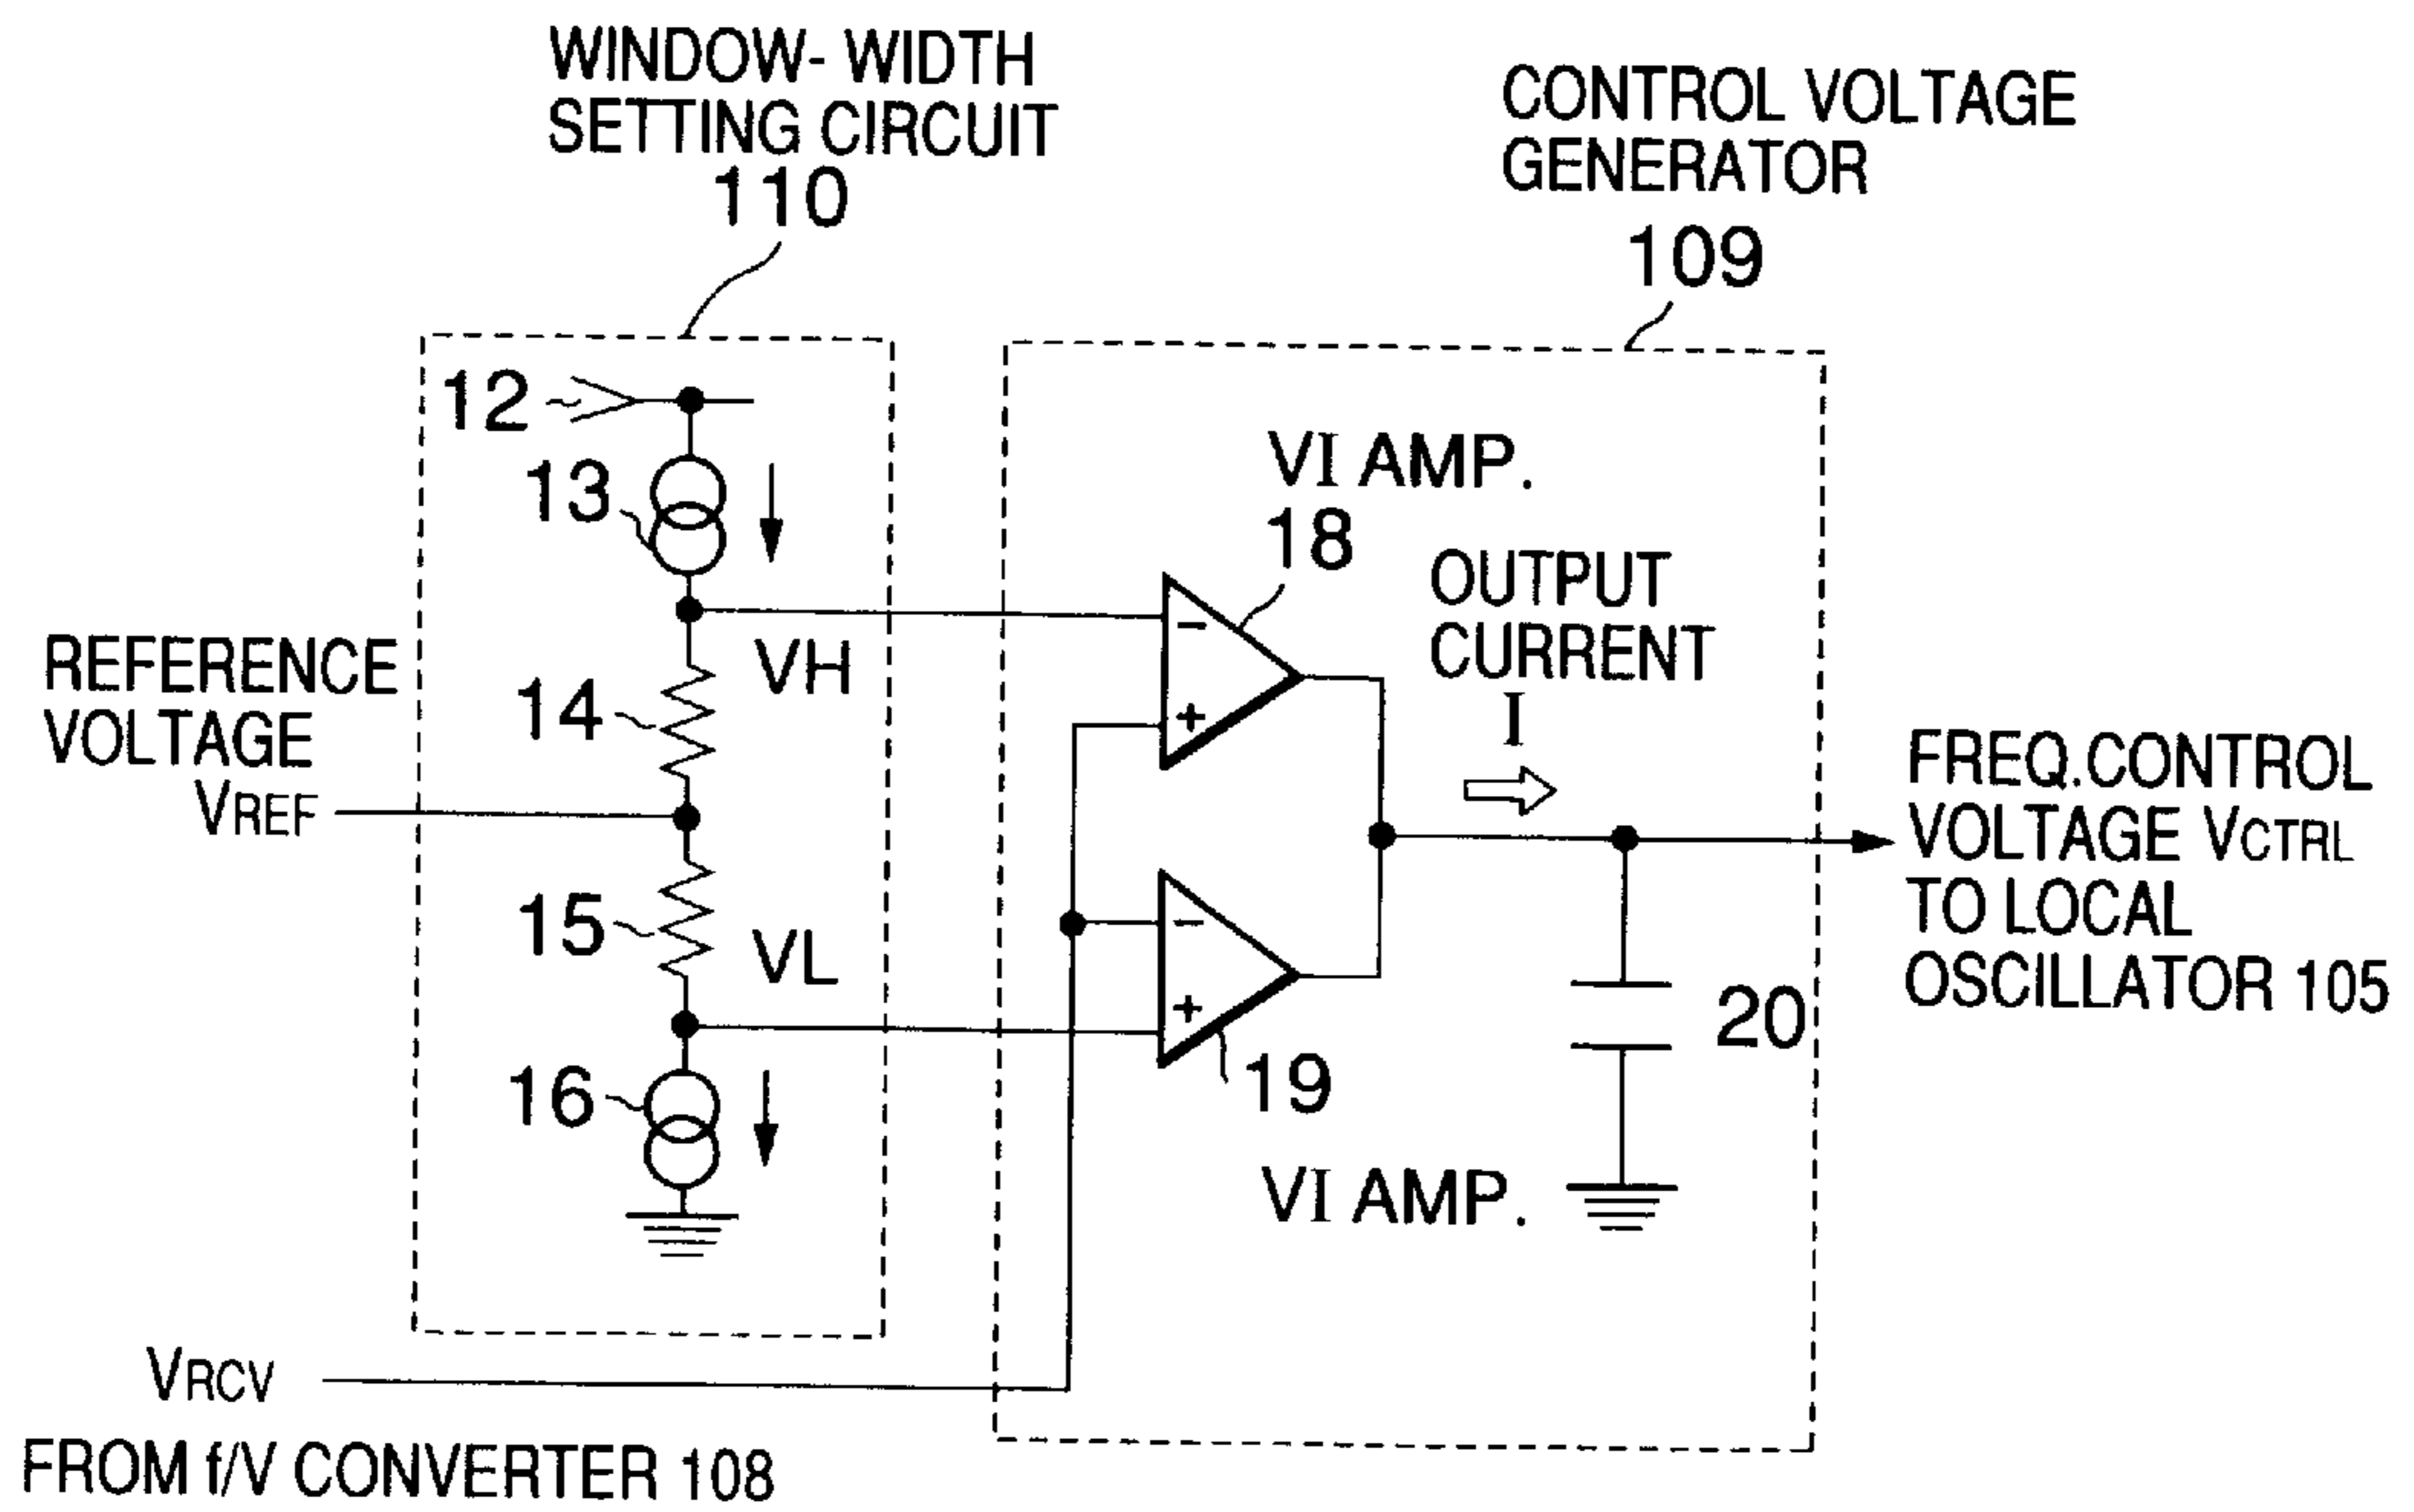 WINDOW- WIDTH
SETTING CIRCUIT
110
CONTROL VOLTAGE
GENERATOR
109
12
13
VI AMP.
18
OUTPUT
CURRENT
I
REFERENCE
VOLTAGE
VREF
VH
14
-
+
FREQ.CONTROL
VOLTAGE VCTRL
TO LOCAL
OSCILLATOR 105
15
VL
-
+
20
16
19
VI AMP.
VRCV
FROM f/V CONVERTER 108